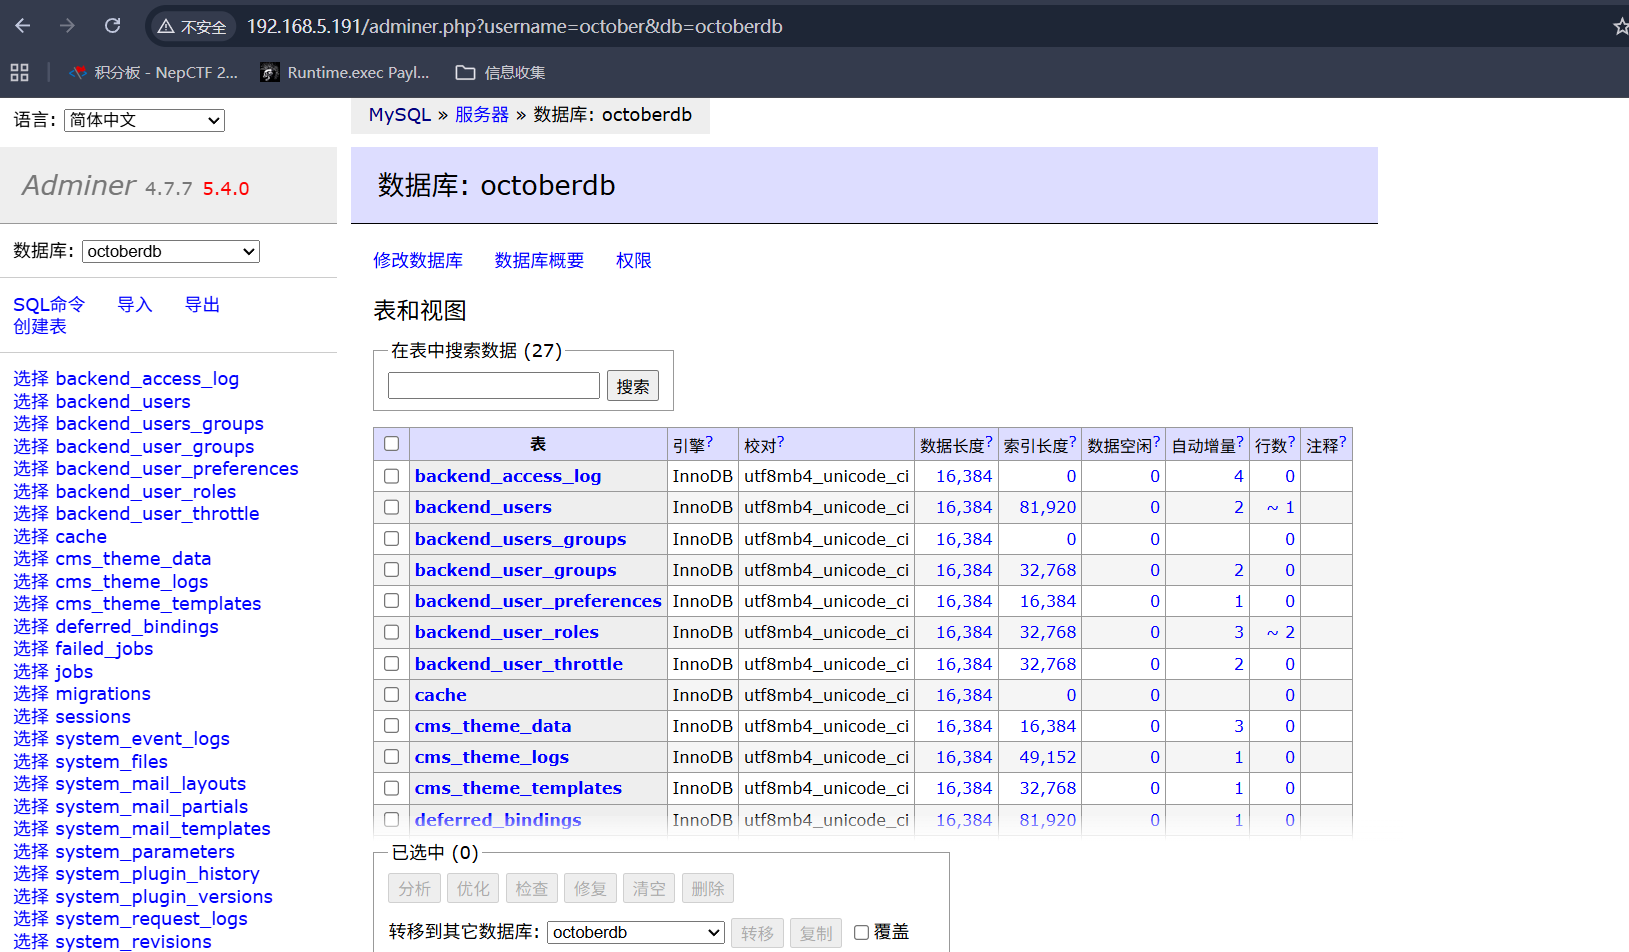 不安全 192.168.5.191/adminer.php?username=october&db=octoberdb
积分板 - NepCTF 2... Runtime.exec Payl... 信息收集
语言: 简体中文
MySQL » 服务器 » 数据库: octoberdb
Adminer 4.7.7 5.4.0
数据库: octoberdb
数据库: octoberdb
SQL命令 导入 导出
创建表
选择 backend_access_log
选择 backend_users
选择 backend_users_groups
选择 backend_user_groups
选择 backend_user_preferences
选择 backend_user_roles
选择 backend_user_throttle
选择 cache
选择 cms_theme_data
选择 cms_theme_logs
选择 cms_theme_templates
选择 deferred_bindings
选择 failed_jobs
选择 jobs
选择 migrations
选择 sessions
选择 system_event_logs
选择 system_files
选择 system_mail_layouts
选择 system_mail_partials
选择 system_mail_templates
选择 system_parameters
选择 system_plugin_history
选择 system_plugin_versions
选择 system_request_logs
选择 system_revisions
修改数据库 数据库概要 权限
表和视图
在表中搜索数据 (27)
搜索
表 引擎? 校对? 数据长度? 索引长度? 数据空闲? 自动增量? 行数? 注释?
backend_access_log InnoDB utf8mb4_unicode_ci 16,384 0 0 4 0
backend_users InnoDB utf8mb4_unicode_ci 16,384 81,920 0 2 ~ 1
backend_users_groups InnoDB utf8mb4_unicode_ci 16,384 0 0 0
backend_user_groups InnoDB utf8mb4_unicode_ci 16,384 32,768 0 2 0
backend_user_preferences InnoDB utf8mb4_unicode_ci 16,384 16,384 0 1 0
backend_user_roles InnoDB utf8mb4_unicode_ci 16,384 32,768 0 3 ~ 2
backend_user_throttle InnoDB utf8mb4_unicode_ci 16,384 32,768 0 2 0
cache InnoDB utf8mb4_unicode_ci 16,384 0 0 0
cms_theme_data InnoDB utf8mb4_unicode_ci 16,384 16,384 0 3 0
cms_theme_logs InnoDB utf8mb4_unicode_ci 16,384 49,152 0 1 0
cms_theme_templates InnoDB utf8mb4_unicode_ci 16,384 32,768 0 1 0
deferred_bindings InnoDB utf8mb4_unicode_ci 16,384 81,920 0 1 0
已选中 (0)
分析 优化 检查 修复 清空 删除
转移到其它数据库: octoberdb 转移 复制 覆盖